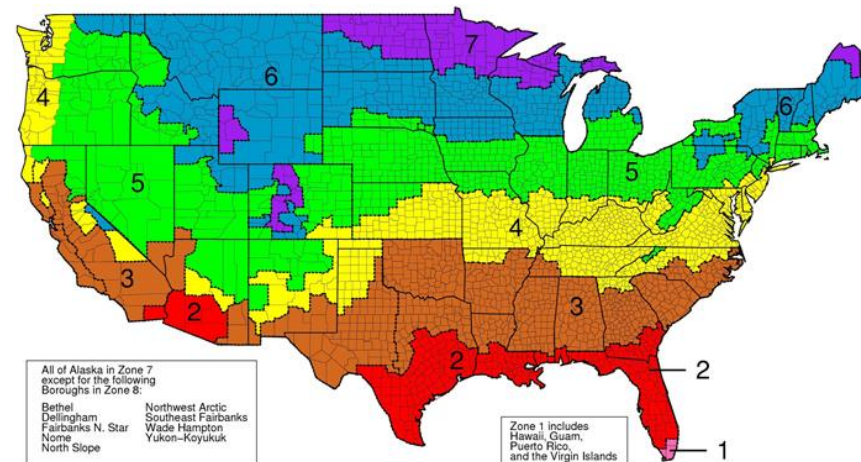 7
6
4
6
5
5
4
3
3
2
2
2
1
All of Alaska in Zone 7
except for the following
Boroughs in Zone 8:
Bethel Northwest Arctic
Dellingham Southeast Fairbanks
Fairbanks N. Star Wade Hampton
Nome Yukon-Koyukuk
North Slope
Zone 1 includes
Hawaii, Guam,
Puerto Rico,
and the Virgin Islands